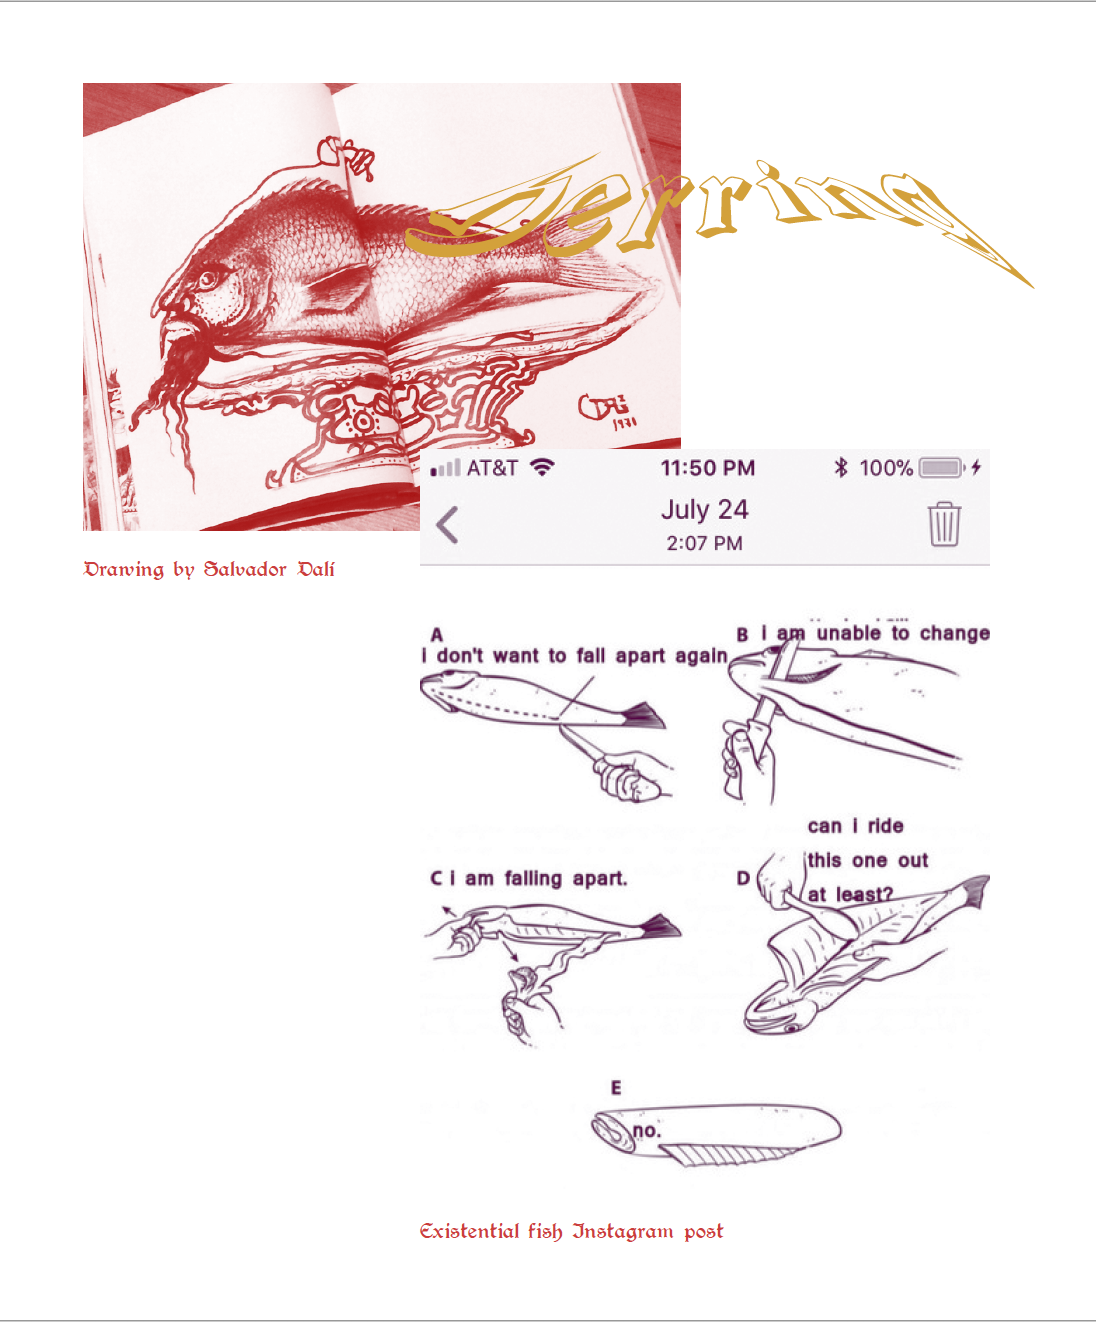 Dalí
1971
AT&T
11:50 PM
100%
July 24
2:07 PM
Drawing by Salvador Dalí
A
i don't want to fall apart again
B i am unable to change
can i ride
this one out
at least?
C i am falling apart.
D
E
no.
Existential fish Instagram post